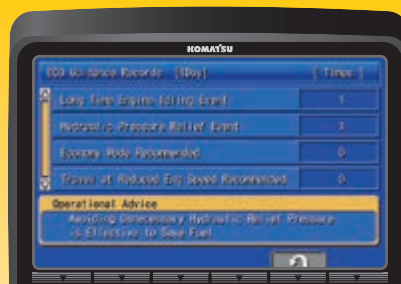 KOMATSU
ECO Guidance Records [1Day] [ Times ]
Long Time Engine Idling Event 1
Hydraulic Pressure Relief Event 3
Economy Mode Recommended 0
Travel at Reduced Eng Speed Recommended 0
Operational Advice
Avoiding Unnecessary Hydraulic Relief Pressure
is Effective to Save Fuel